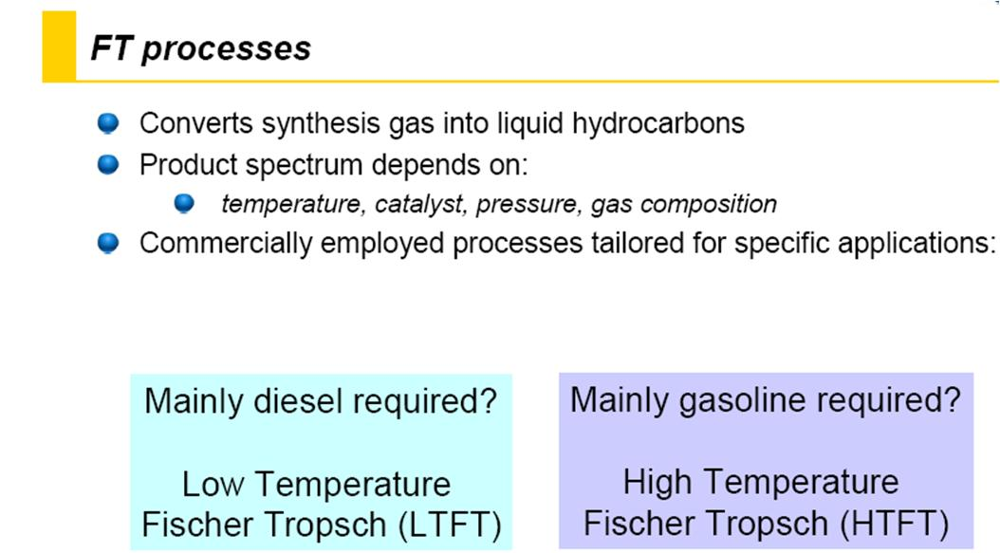 FT processes
Converts synthesis gas into liquid hydrocarbons
Product spectrum depends on:
temperature, catalyst, pressure, gas composition
Commercially employed processes tailored for specific applications:
Mainly diesel required?
Low Temperature
Fischer Tropsch (LTFT)
Mainly gasoline required?
High Temperature
Fischer Tropsch (HTFT)